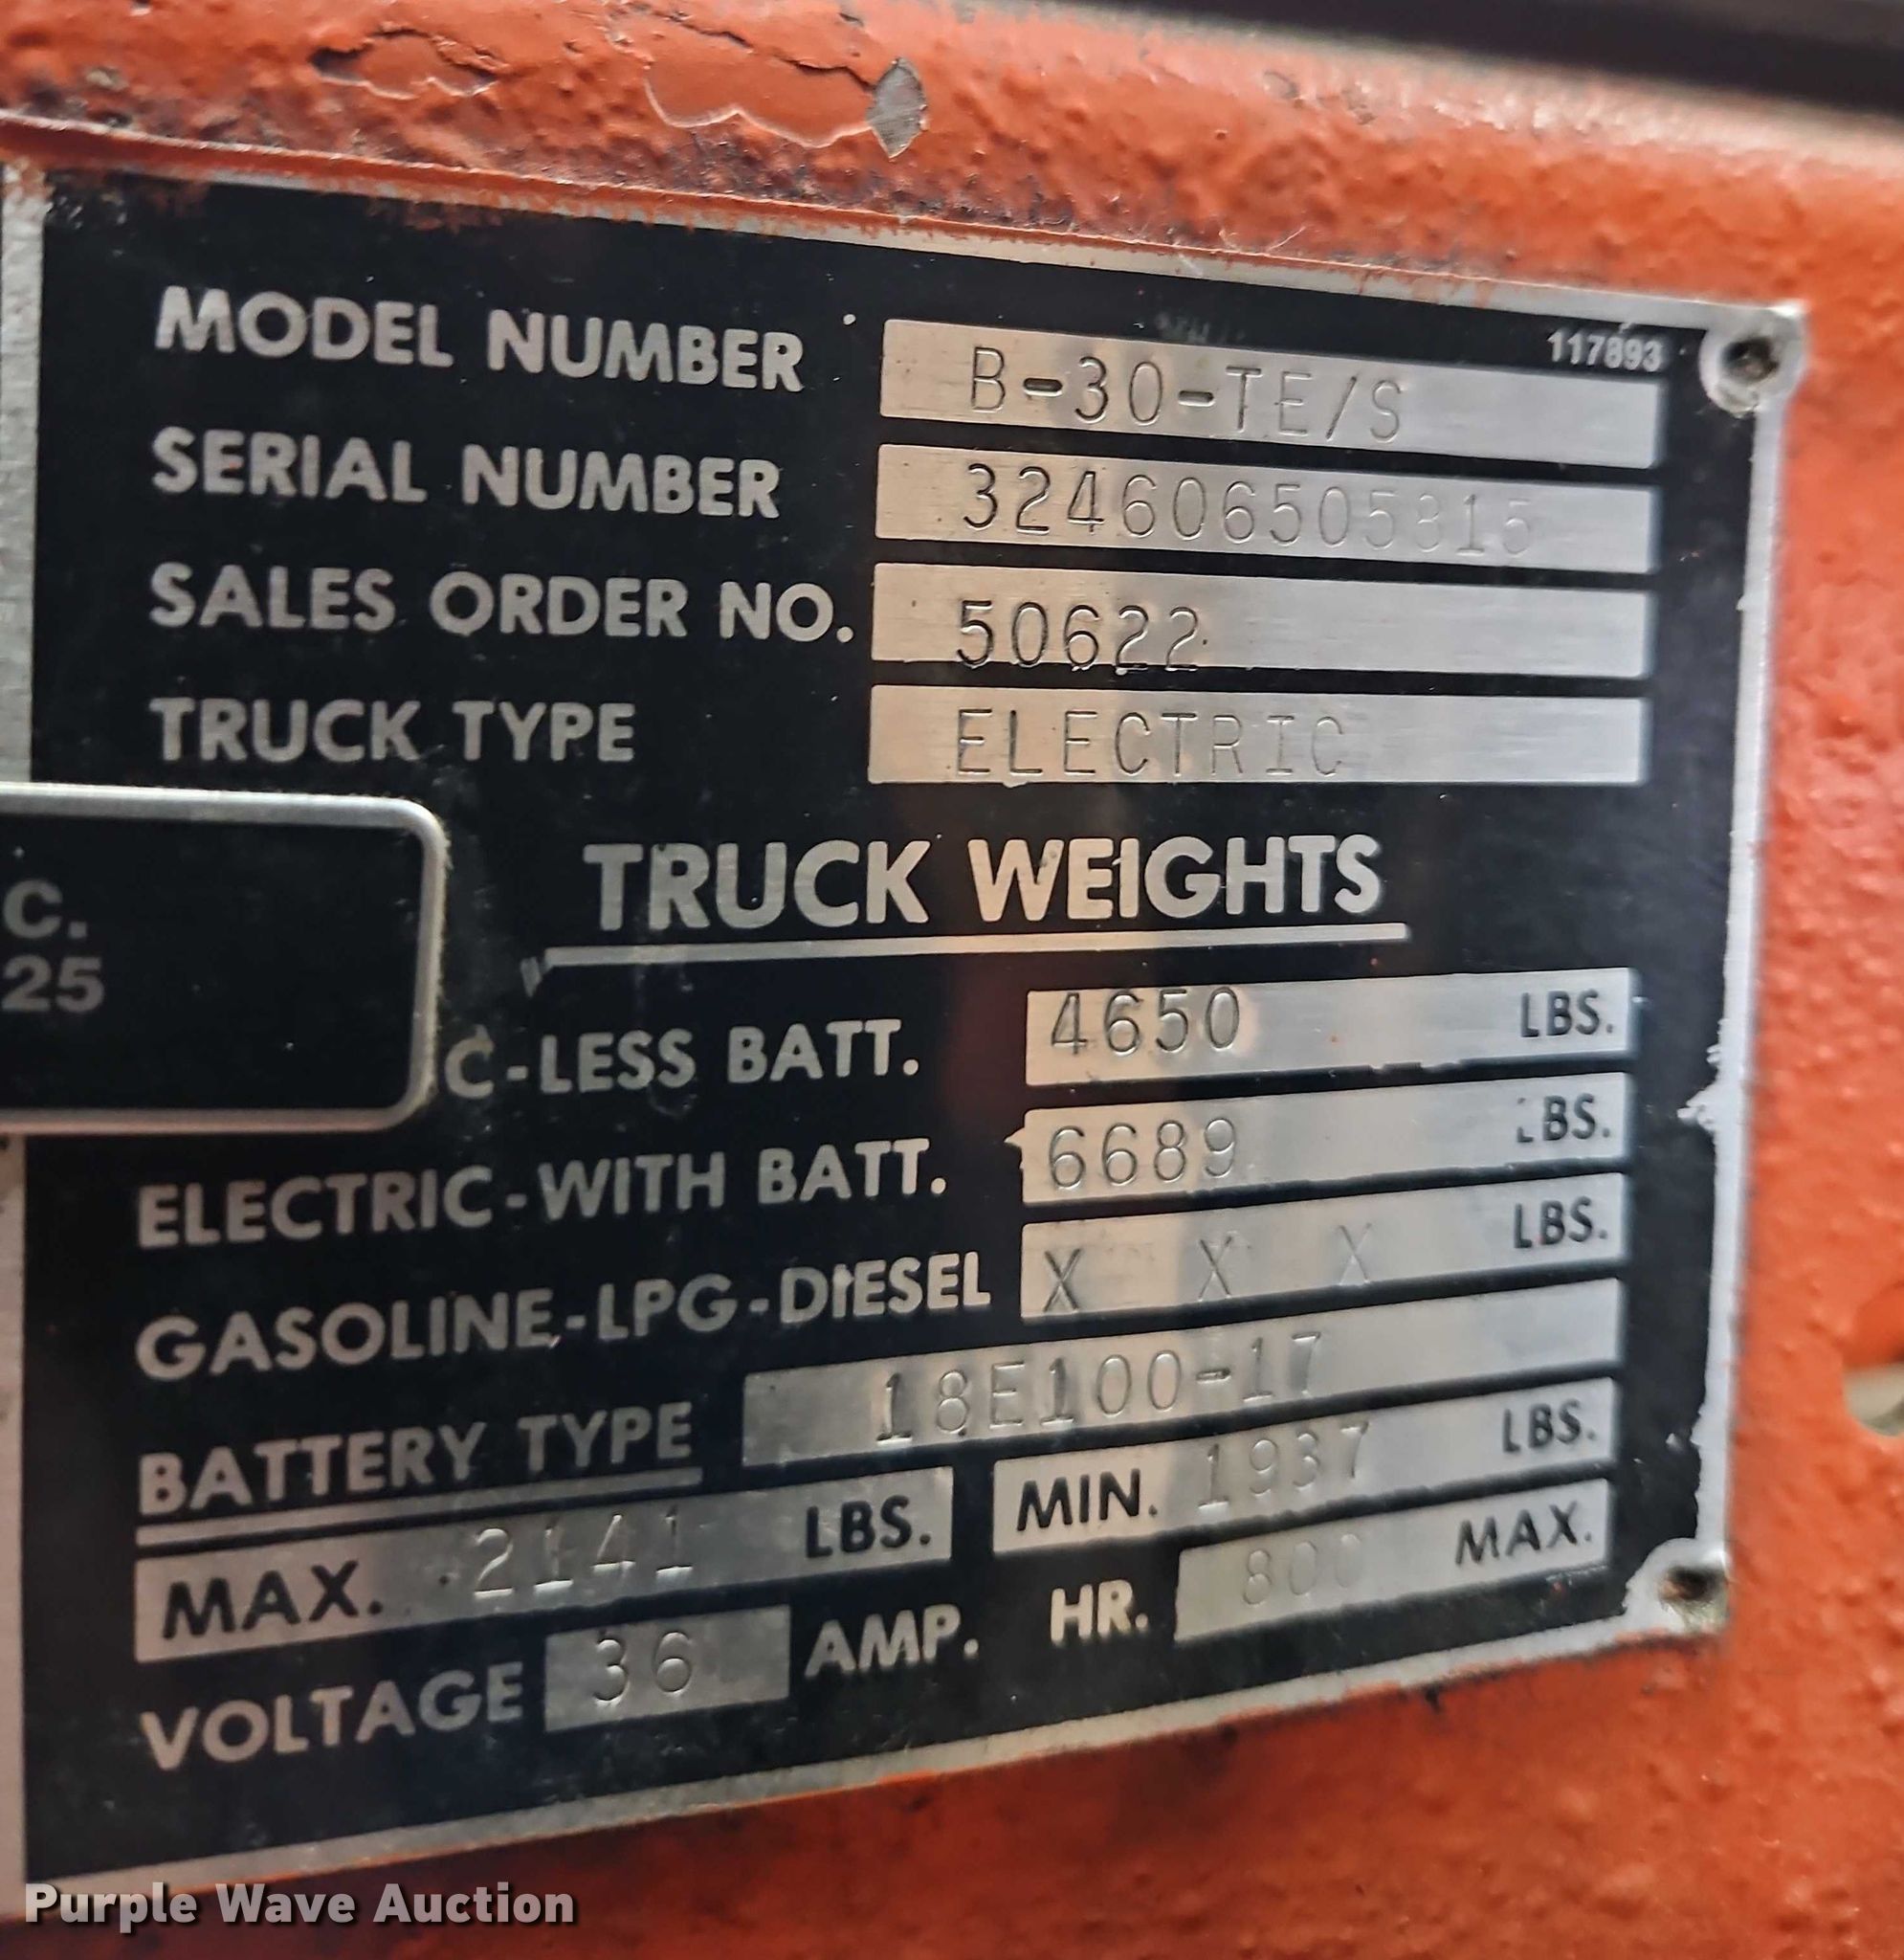 117893
MODEL NUMBER B-30-TE/S
SERIAL NUMBER 324606505815
SALES ORDER NO. 50622
TRUCK TYPE ELECTRIC
TRUCK WEIGHTS
C.
25
C-LESS BATT. 4650 LBS.
ELECTRIC-WITH BATT. 6689 LBS.
GASOLINE-LPG-DIESEL X X X LBS.
BATTERY TYPE 18E100-17
MAX. 2141 LBS. MIN. 1937 LBS.
VOLTAGE 36 AMP. HR. 800 MAX.
Purple Wave Auction